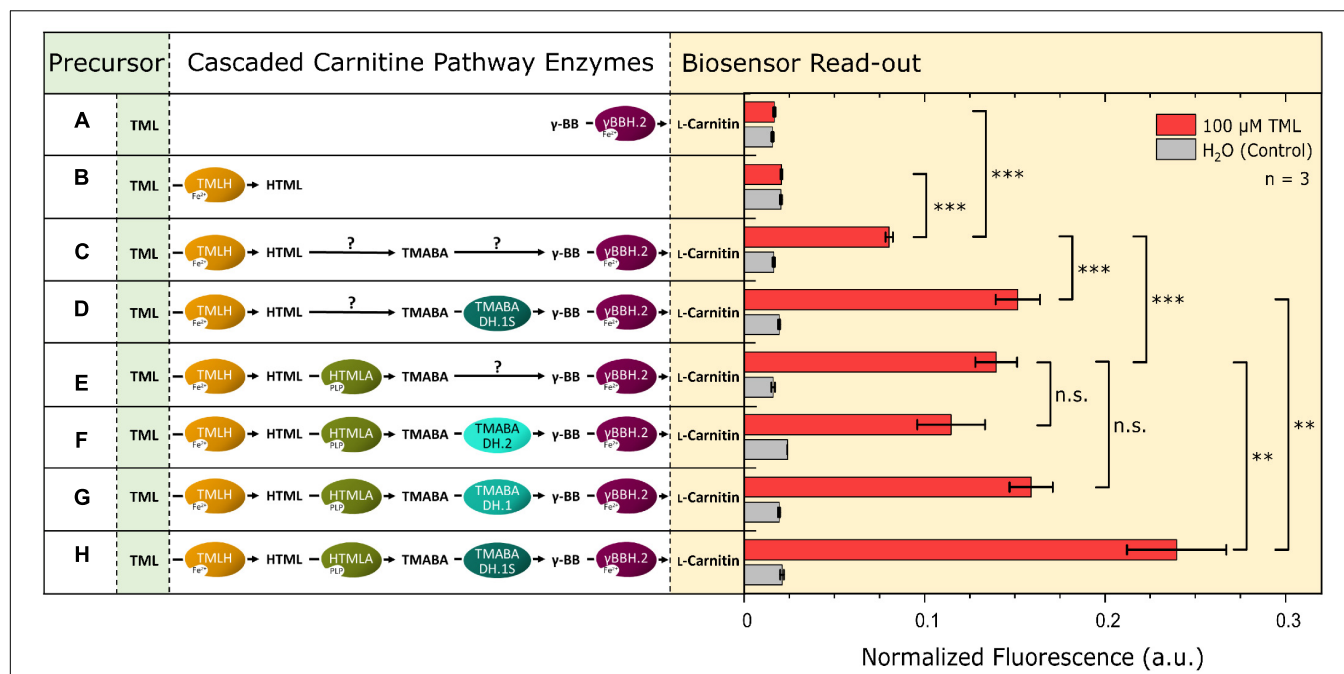 Precursor Cascaded Carnitine Pathway Enzymes Biosensor Read-out
A TML γ-BB γBBH.2 Fe²⁺ L-Carnitin
B TML TMLH Fe²⁺ HTML
C TML TMLH Fe²⁺ HTML ? TMABA ? γ-BB γBBH.2 Fe²⁺ L-Carnitin
D TML TMLH Fe²⁺ HTML ? TMABA TMABA DH.1S γ-BB γBBH.2 Fe²⁺ L-Carnitin
E TML TMLH Fe²⁺ HTML HTMLA PLP TMABA ? γ-BB γBBH.2 Fe²⁺ L-Carnitin
F TML TMLH Fe²⁺ HTML HTMLA PLP TMABA TMABA DH.2 γ-BB γBBH.2 Fe²⁺ L-Carnitin
G TML TMLH Fe²⁺ HTML HTMLA PLP TMABA TMABA DH.1 γ-BB γBBH.2 Fe²⁺ L-Carnitin
H TML TMLH Fe²⁺ HTML HTMLA PLP TMABA TMABA DH.1S γ-BB γBBH.2 Fe²⁺ L-Carnitin
100 µM TML
H₂O (Control)
n = 3
***
***
***
***
n.s.
n.s.
**
**
0 0.1 0.2 0.3
Normalized Fluorescence (a.u.)